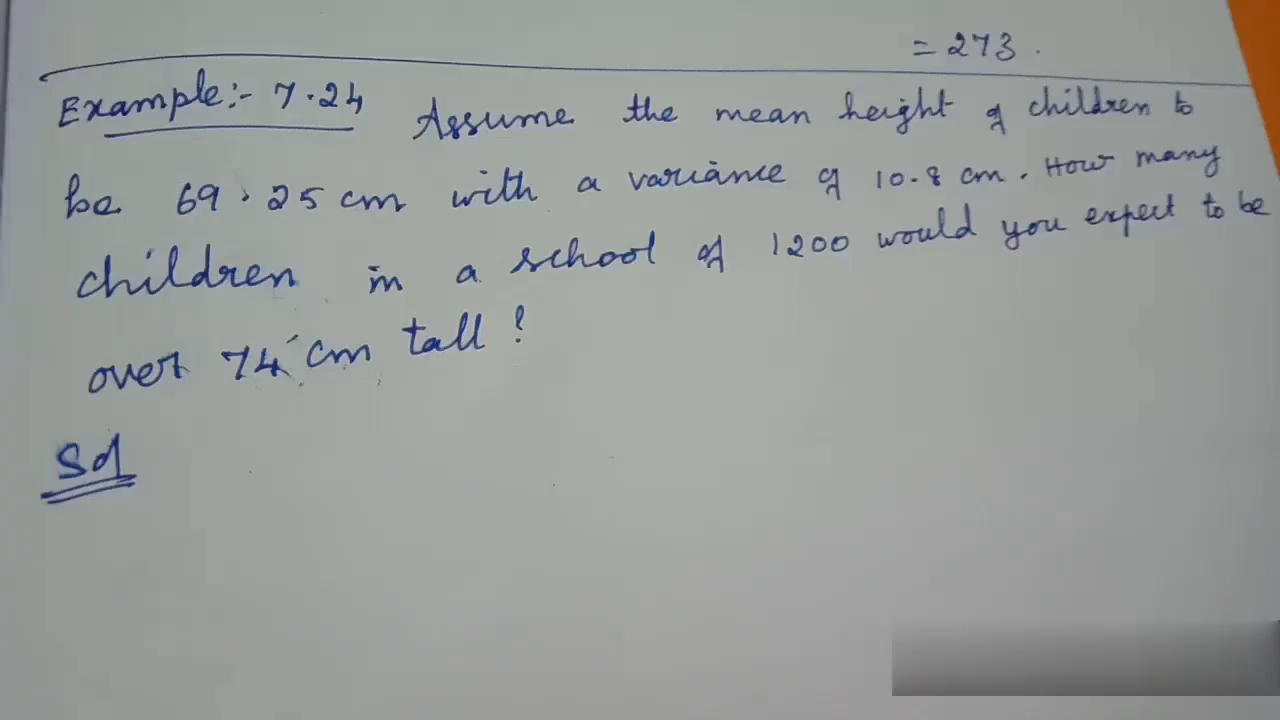 = 273.
Example:- 7.24 Assume the mean height of children to
be 69.25 cm with a variance of 10.8 cm. How many
children in a school of 1200 would you expect to be
over 74 cm tall?
Sol